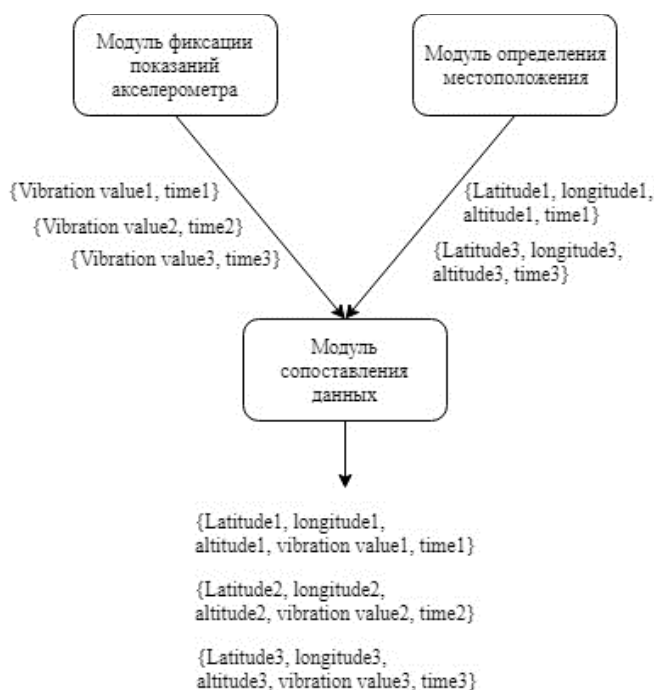 Модуль фиксации
показаний
акселерометра
Модуль определения
местоположения
{Vibration value1, time1}
{Vibration value2, time2}
{Vibration value3, time3}
{Latitude1, longitude1,
altitude1, time1}
{Latitude3, longitude3,
altitude3, time3}
Модуль
сопоставления
данных
{Latitude1, longitude1,
altitude1, vibration value1, time1}
{Latitude2, longitude2,
altitude2, vibration value2, time2}
{Latitude3, longitude3,
altitude3, vibration value3, time3}